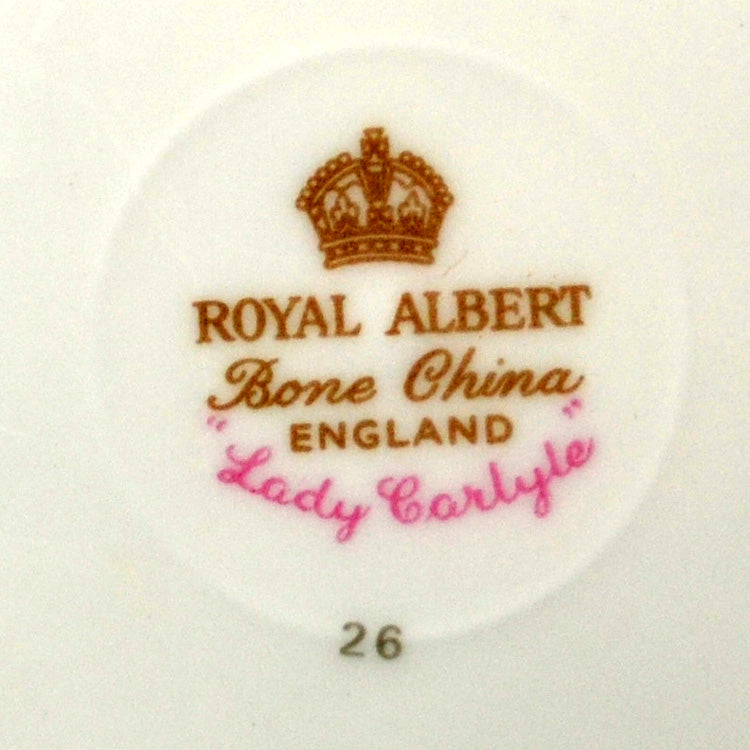 ROYAL ALBERT
Bone China
ENGLAND
"Lady Carlyle"
26